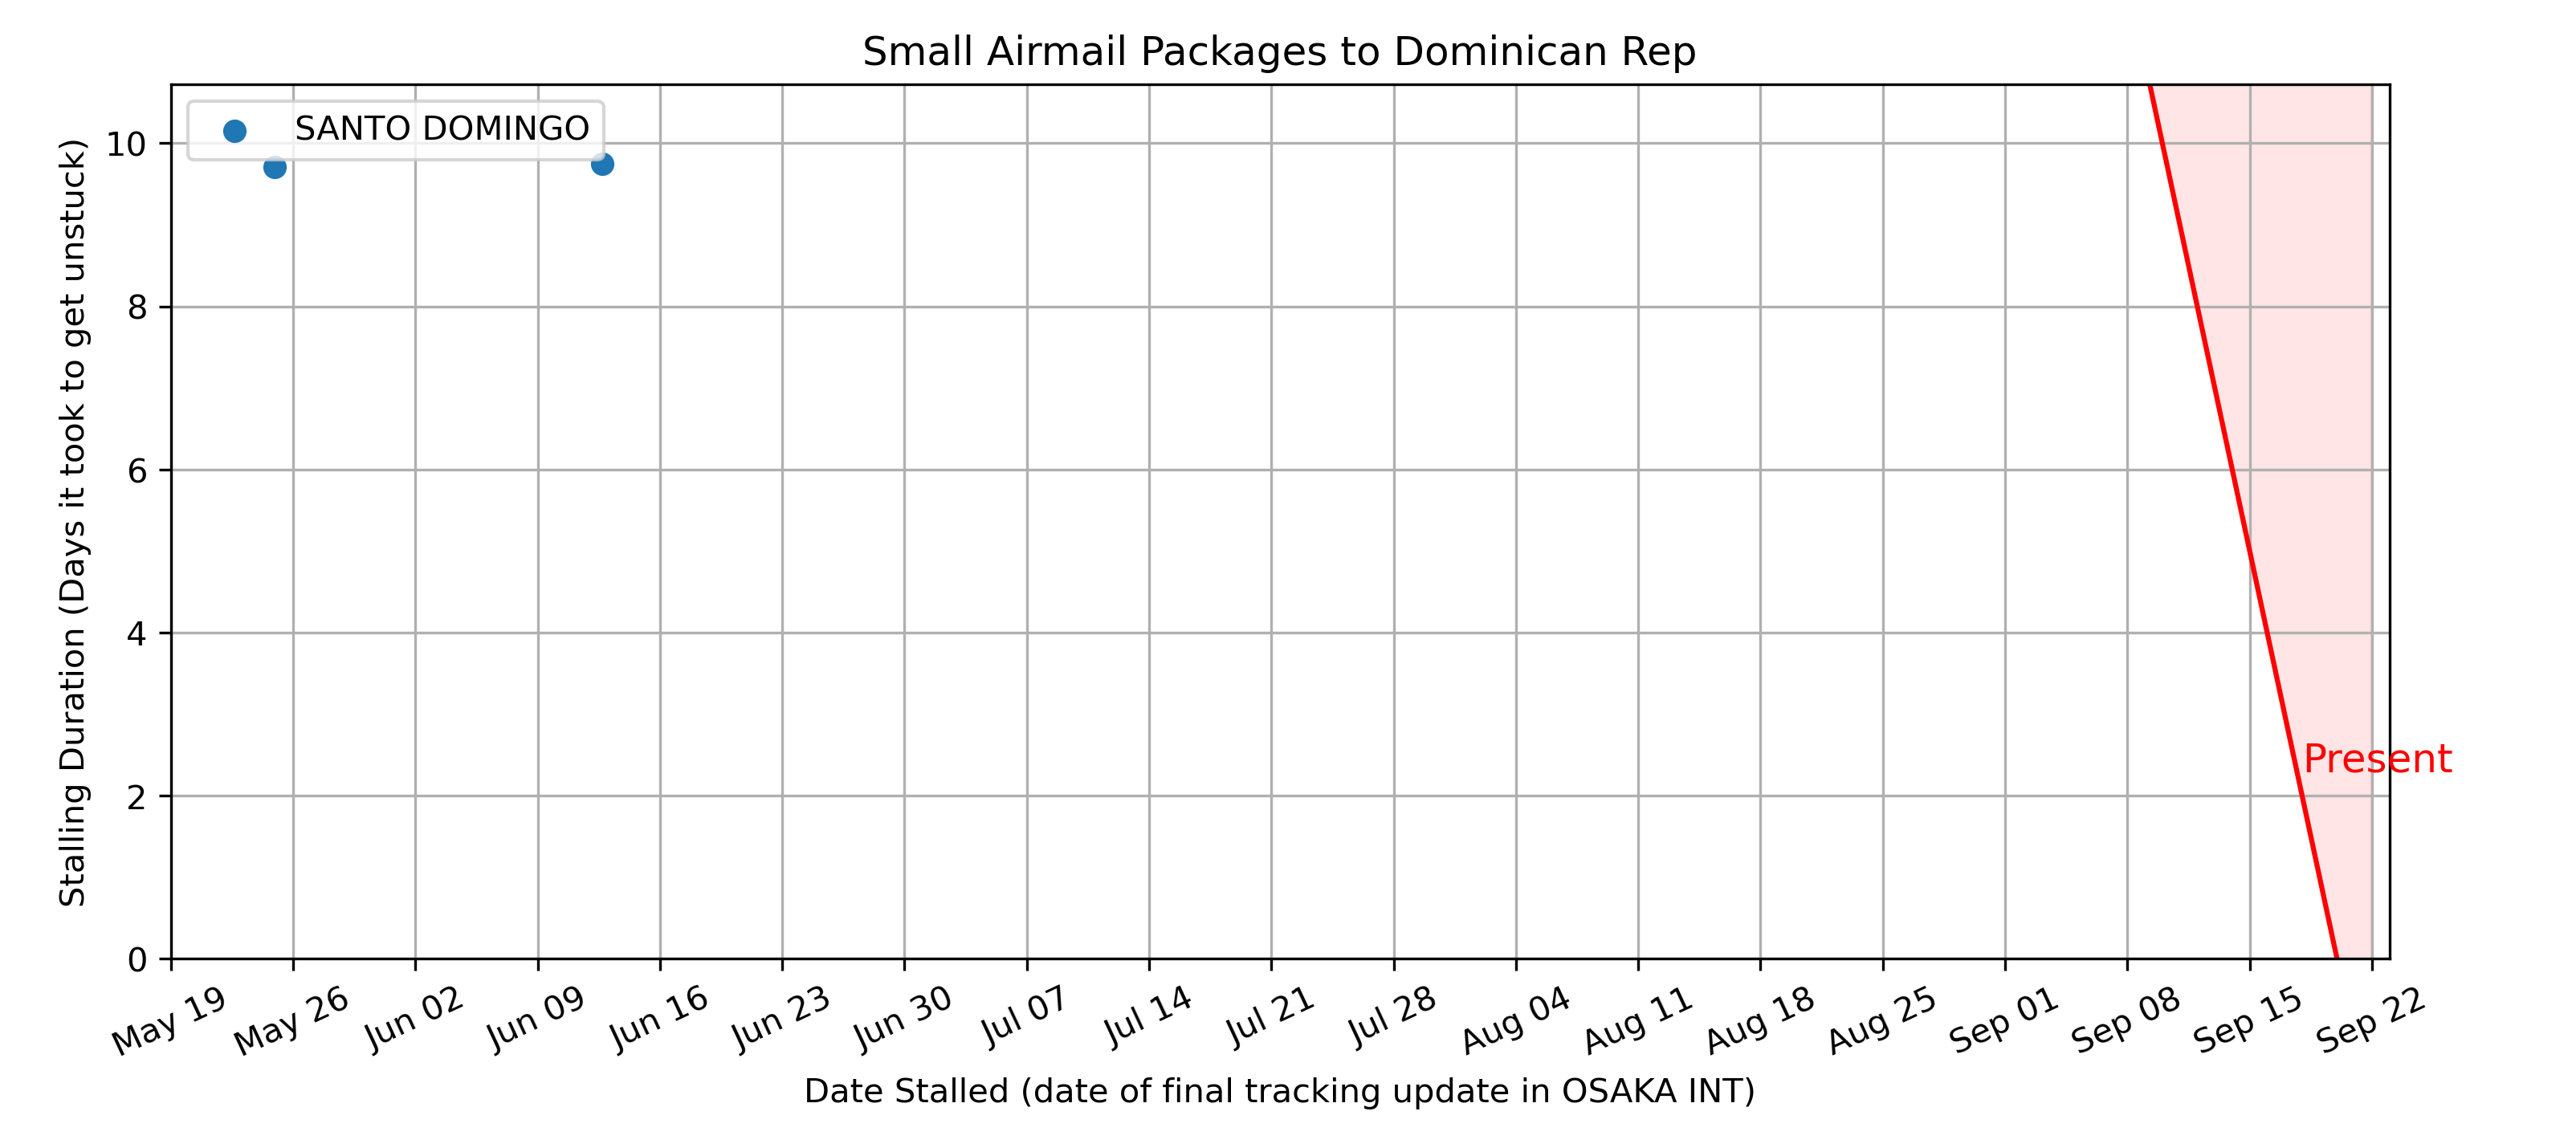 Small Airmail Packages to Dominican Rep
SANTO DOMINGO
Stalling Duration (Days it took to get unstuck)
10
8
6
4
2
0
Present
May 19
May 26
Jun 02
Jun 09
Jun 16
Jun 23
Jun 30
Jul 07
Jul 14
Jul 21
Jul 28
Aug 04
Aug 11
Aug 18
Aug 25
Sep 01
Sep 08
Sep 15
Sep 22
Date Stalled (date of final tracking update in OSAKA INT)